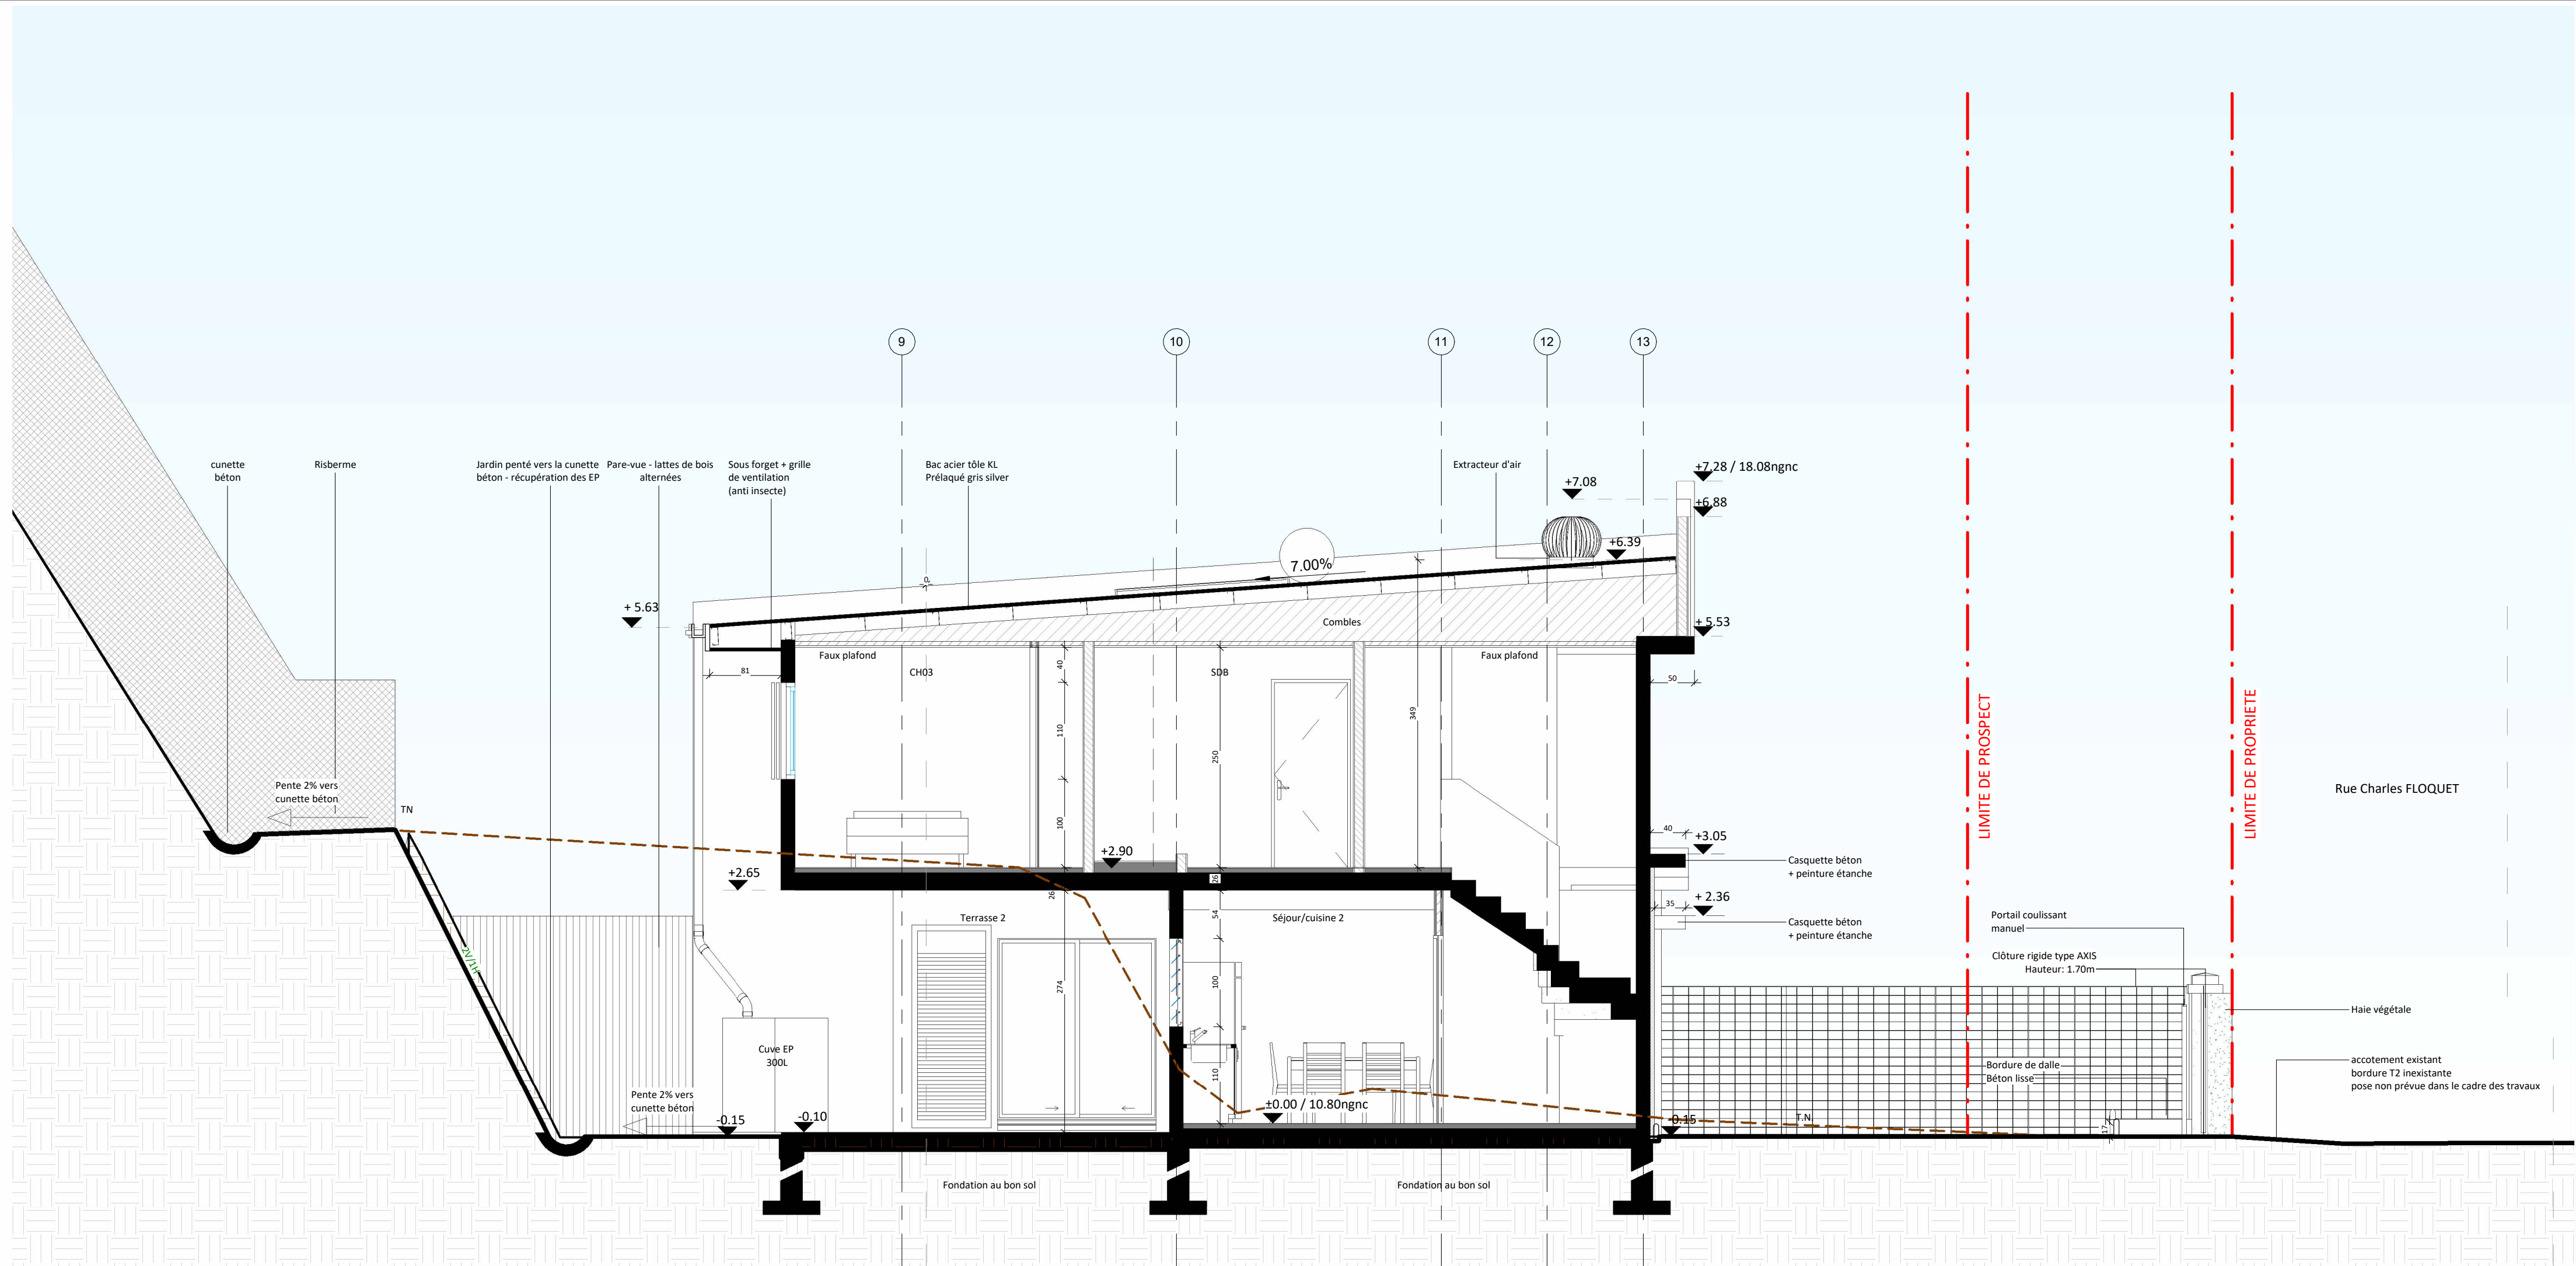 9
10
11
12
13
cunette
béton
Risberme
Jardin penté vers la cunette
béton - récupération des EP
Pare-vue - lattes de bois
alternées
Sous forget + grille
de ventilation
(anti insecte)
Bac acier tôle KL
Prélaqué gris silver
Extracteur d'air
+7.28 / 18.08ngnc
+7.08
+6.88
+6.39
7.00%
0
+ 5.63
+ 5.53
Combles
Faux plafond
Faux plafond
CH03
SDB
81
40
50
110
250
349
100
LIMITE DE PROSPECT
LIMITE DE PROPRIETE
Rue Charles FLOQUET
Pente 2% vers
cunette béton
TN
40
+3.05
+2.90
+2.65
Casquette béton
+ peinture étanche
26
26
35
+ 2.36
Casquette béton
+ peinture étanche
Terrasse 2
Séjour/cuisine 2
54
100
274
110
2V/1H
Portail coulissant
manuel
Clôture rigide type AXIS
Hauteur: 1.70m
Haie végétale
Cuve EP
300L
Bordure de dalle
Béton lisse
accotement existant
bordure T2 inexistante
pose non prévue dans le cadre des travaux
Pente 2% vers
cunette béton
-0.15
-0.10
±0.00 / 10.80ngnc
-0.15
T.N
17
Fondation au bon sol
Fondation au bon sol